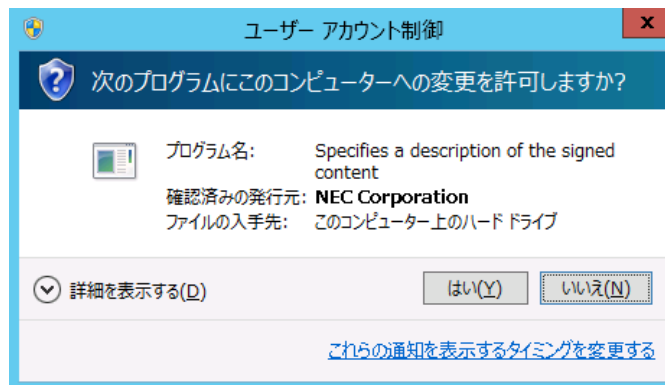 ユーザー アカウント制御
x
次のプログラムにこのコンピューターへの変更を許可しますか?
プログラム名: Specifies a description of the signed
content
確認済みの発行元: NEC Corporation
ファイルの入手先: このコンピューター上のハード ドライブ
詳細を表示する(D) はい(Y) いいえ(N)
これらの通知を表示するタイミングを変更する